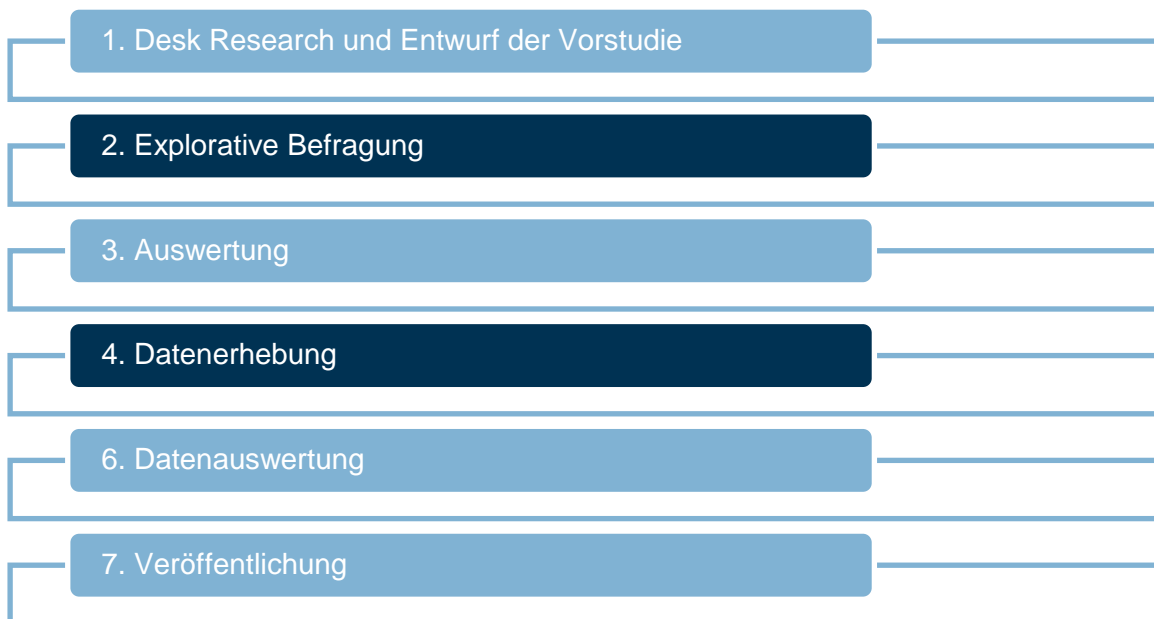 1. Desk Research und Entwurf der Vorstudie
2. Explorative Befragung
3. Auswertung
4. Datenerhebung
6. Datenauswertung
7. Veröffentlichung